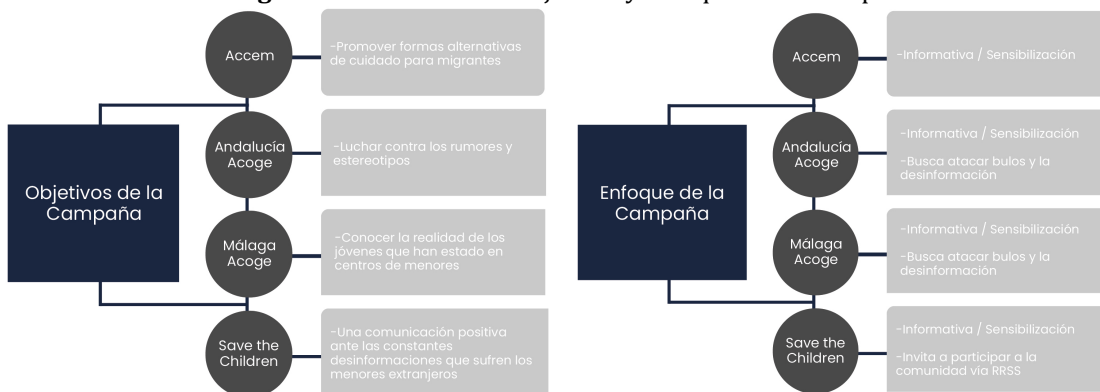 Objetivos de la
Campaña
Accem
-Promover formas alternativas
de cuidado para migrantes
Andalucía
Acoge
-Luchar contra los rumores y
estereotipos
Málaga
Acoge
-Conocer la realidad de los
jóvenes que han estado en
centros de menores
Save the
Children
-Una comunicación positiva
ante las constantes
desinformaciones que sufren los
menores extranjeros
Enfoque de la
Campaña
Accem
-Informativa / Sensibilización
Andalucía
Acoge
-Informativa / Sensibilización
-Busca atacar bulos y la
desinformación
Málaga
Acoge
-Informativa / Sensibilización
-Busca atacar bulos y la
desinformación
Save the
Children
-Informativa / Sensibilización
-Invita a participar a la
comunidad vía RRSS